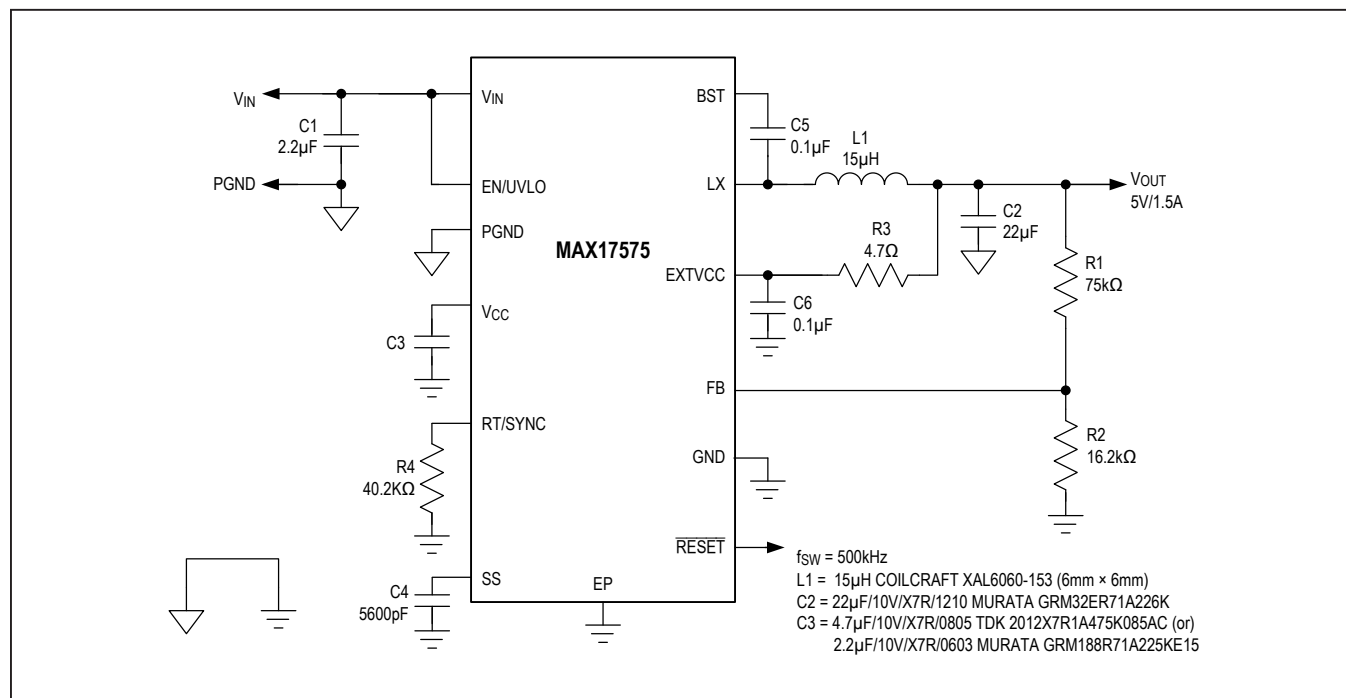 VIN
C1
2.2µF
PGND
VIN
EN/UVLO
PGND
VCC
C3
RT/SYNC
R4
40.2KΩ
SS
C4
5600pF
MAX17575
EP
BST
C5
0.1µF
L1
15µH
LX
VOUT
5V/1.5A
C2
22µF
R3
4.7Ω
EXTVCC
C6
0.1µF
R1
75kΩ
FB
R2
16.2kΩ
GND
RESET
fSW = 500kHz
L1 = 15µH COILCRAFT XAL6060-153 (6mm × 6mm)
C2 = 22µF/10V/X7R/1210 MURATA GRM32ER71A226K
C3 = 4.7µF/10V/X7R/0805 TDK 2012X7R1A475K085AC (or)
2.2µF/10V/X7R/0603 MURATA GRM188R71A225KE15